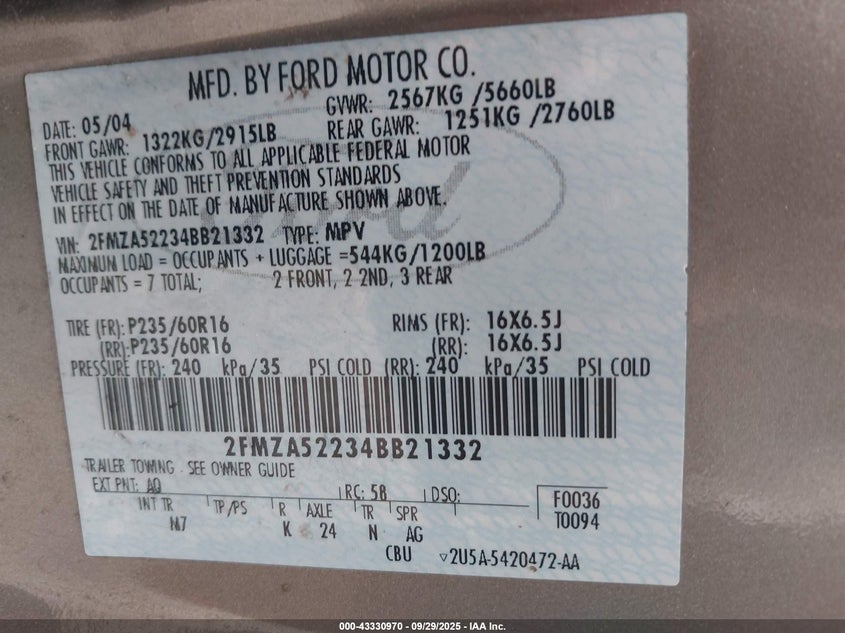 MFD. BY FORD MOTOR CO.
DATE: 05/04 GVWR: 2567KG /5660LB
FRONT GAWR: 1322KG/2915LB REAR GAWR: 1251KG /2760LB
THIS VEHICLE CONFORMS TO ALL APPLICABLE FEDERAL MOTOR
VEHICLE SAFETY AND THEFT PREVENTION STANDARDS
IN EFFECT ON THE DATE OF MANUFACTURE SHOWN ABOVE.
VIN: 2FMZA52234BB21332 TYPE: MPV
MAXIMUM LOAD = OCCUPANTS + LUGGAGE =544KG/1200LB
OCCUPANTS = 7 TOTAL; 2 FRONT, 2 2ND, 3 REAR
TIRE (FR): P235/60R16 RIMS (FR): 16X6.5J
(RR):P235/60R16 (RR): 16X6.5J
PRESSURE (FR): 240 kPa/35 PSI COLD (RR): 240 kPa/35 PSI COLD
2FMZA52234BB21332
TRAILER TOWING - SEE OWNER GUIDE
EXT PNT: AQ RC: 58 DSO: F0036
INT TR TP/PS R AXLE TR SPR T0094
N7 K 24 N AG
CBU ▽2U5A-5420472-AA
Ford
000-43330970 - 09/29/2025 - IAA Inc.